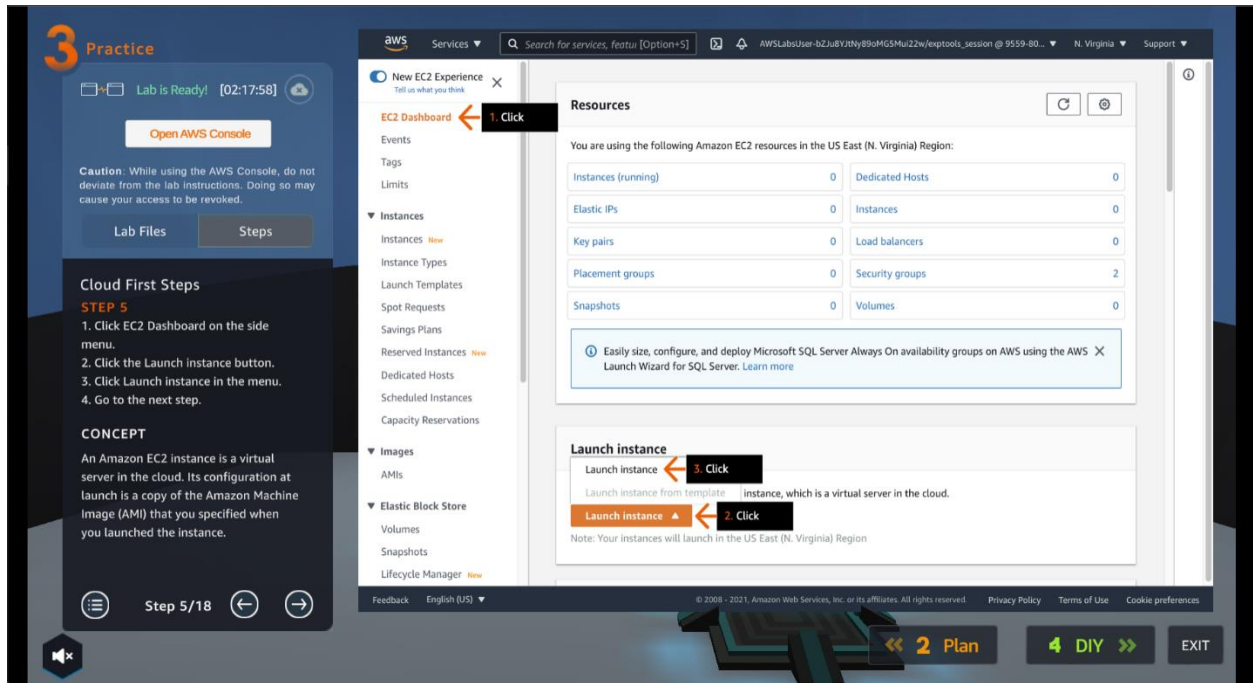 3 Practice
Lab is Ready! [02:17:58]
Open AWS Console
Caution: While using the AWS Console, do not
deviate from the lab instructions. Doing so may
cause your access to be revoked.
Lab Files
Steps
Cloud First Steps
STEP 5
1. Click EC2 Dashboard on the side
menu.
2. Click the Launch instance button.
3. Click Launch instance in the menu.
4. Go to the next step.
CONCEPT
An Amazon EC2 instance is a virtual
server in the cloud. Its configuration at
launch is a copy of the Amazon Machine
Image (AMI) that you specified when
you launched the instance.
Step 5/18
aws
Services
Search for services, featur [Option+S]
N. Virginia
Support
New EC2 Experience
Tell us what you think
EC2 Dashboard
1. Click
Events
Tags
Limits
Instances
Instances New
Instance Types
Launch Templates
Spot Requests
Savings Plans
Reserved Instances New
Dedicated Hosts
Scheduled Instances
Capacity Reservations
Images
AMIs
Elastic Block Store
Volumes
Snapshots
Lifecycle Manager New
Resources
You are using the following Amazon EC2 resources in the US East (N. Virginia) Region:
Instances (running) 0
Dedicated Hosts 0
Elastic IPs 0
Instances 0
Key pairs 0
Load balancers 0
Placement groups 0
Security groups 2
Snapshots 0
Volumes 0
Easily size, configure, and deploy Microsoft SQL Server Always On availability groups on AWS using the AWS
Launch Wizard for SQL Server. Learn more
Launch instance
Launch instance
3. Click
Launch instance from template
instance, which is a virtual server in the cloud.
Launch instance
2. Click
Note: Your instances will launch in the US East (N. Virginia) Region
Feedback
English (US)
© 2008 - 2021, Amazon Web Services, Inc. or its affiliates. All rights reserved.
Privacy Policy
Terms of Use
Cookie preferences
2 Plan
4 DIY
EXIT